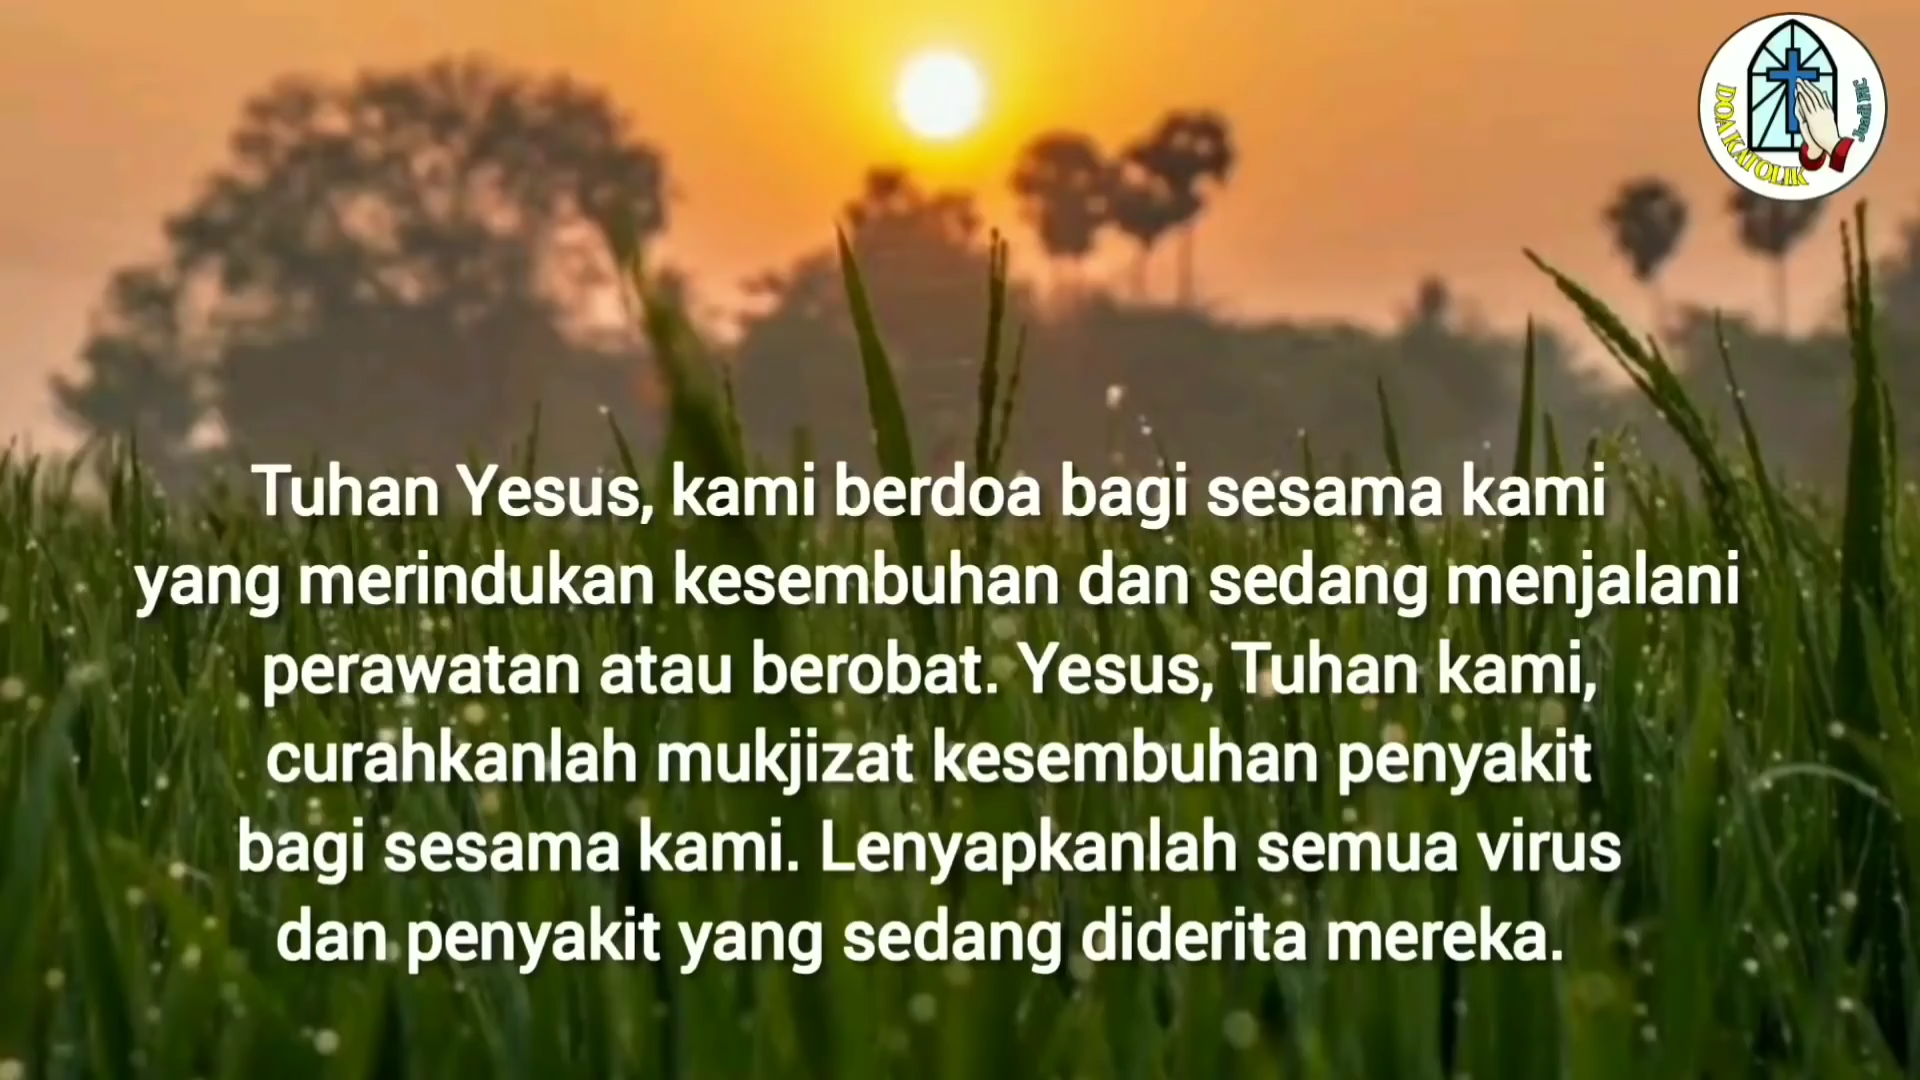 DOA KATOLIK
Tuhan Yesus, kami berdoa bagi sesama kami
yang merindukan kesembuhan dan sedang menjalani
perawatan atau berobat. Yesus, Tuhan kami,
curahkanlah mukjizat kesembuhan penyakit
bagi sesama kami. Lenyapkanlah semua virus
dan penyakit yang sedang diderita mereka.